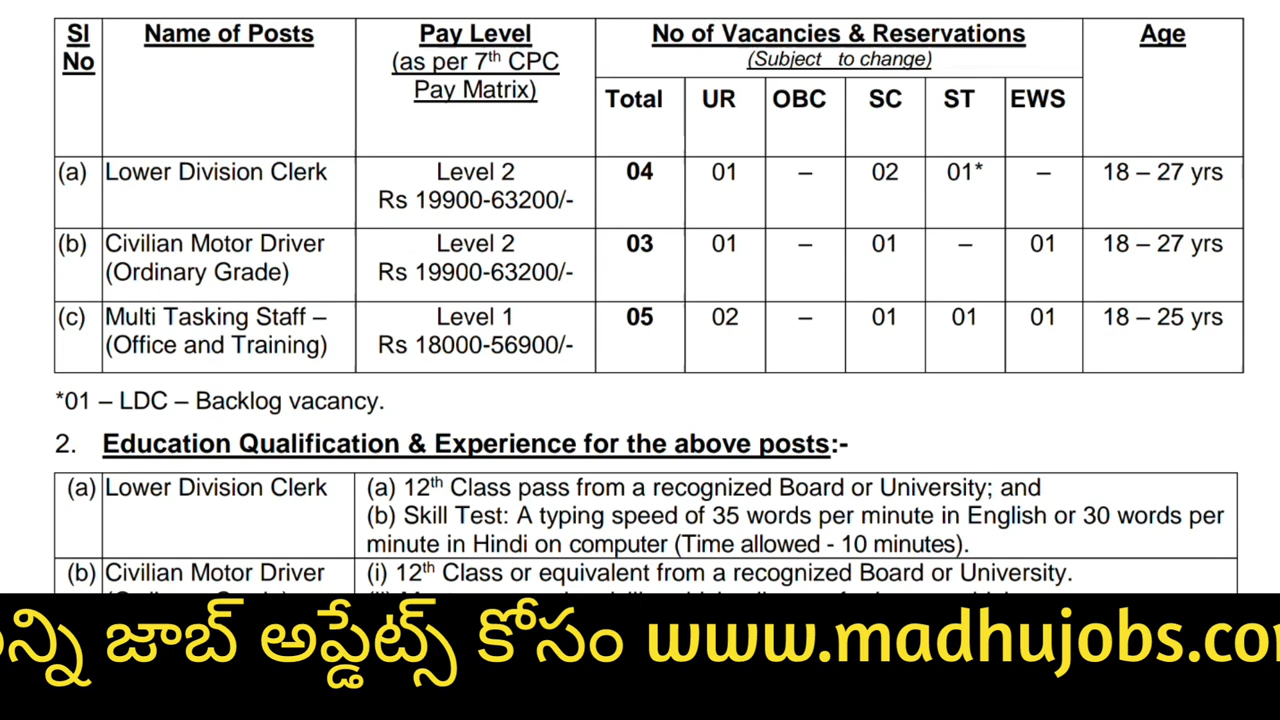 Sl No
Name of Posts
Pay Level
(as per 7th CPC
Pay Matrix)
No of Vacancies & Reservations
(Subject to change)
Age
Total UR OBC SC ST EWS
(a) Lower Division Clerk Level 2 04 01 – 02 01* – 18 – 27 yrs
Rs 19900-63200/-
(b) Civilian Motor Driver Level 2 03 01 – 01 – 01 18 – 27 yrs
(Ordinary Grade) Rs 19900-63200/-
(c) Multi Tasking Staff – Level 1 05 02 – 01 01 01 18 – 25 yrs
(Office and Training) Rs 18000-56900/-
*01 – LDC – Backlog vacancy.
2. Education Qualification & Experience for the above posts:-
(a) Lower Division Clerk (a) 12th Class pass from a recognized Board or University; and
(b) Skill Test: A typing speed of 35 words per minute in English or 30 words per
minute in Hindi on computer (Time allowed - 10 minutes).
(b) Civilian Motor Driver (i) 12th Class or equivalent from a recognized Board or University.
జాబ్ అప్డేట్స్ కోసం www.madhujobs.co